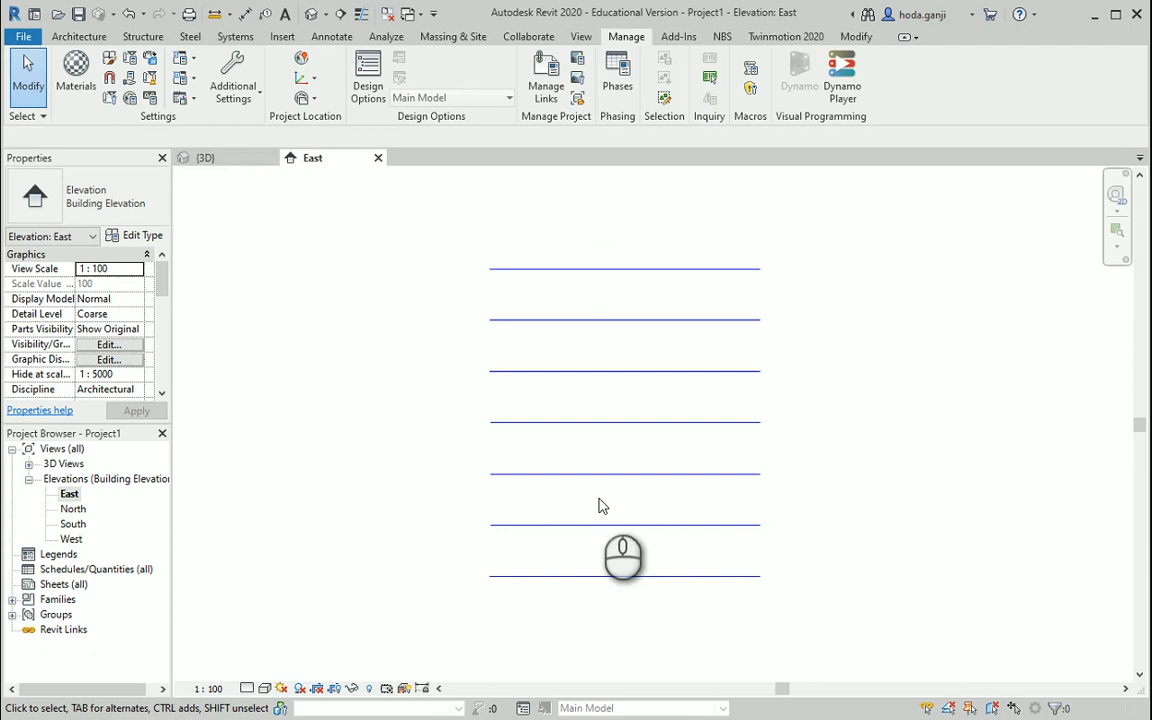 Autodesk Revit 2020 - Educational Version - Project1 - Elevation: East
hoda.ganji
File Architecture Structure Steel Systems Insert Annotate Analyze Massing & Site Collaborate View Manage Add-Ins NBS Twinmotion 2020 Modify
Modify
Materials
Additional
Settings
Design
Options
Main Model
Manage
Links
Phases
Dynamo
Dynamo
Player
Select
Settings
Project Location
Design Options
Manage Project
Phasing
Selection
Inquiry
Macros
Visual Programming
Properties
{3D}
East
Elevation
Building Elevation
Elevation: East
Edit Type
Graphics
View Scale 1 : 100
Scale Value ... 100
Display Model Normal
Detail Level Coarse
Parts Visibility Show Original
Visibility/Gr... Edit...
Graphic Dis... Edit...
Hide at scal... 1 : 5000
Discipline Architectural
Properties help
Apply
Project Browser - Project1
Views (all)
3D Views
Elevations (Building Elevation
East
North
South
West
Legends
Schedules/Quantities (all)
Sheets (all)
Families
Groups
Revit Links
2D
1 : 100
Click to select, TAB for alternates, CTRL adds, SHIFT unselect
:0
Main Model
:0